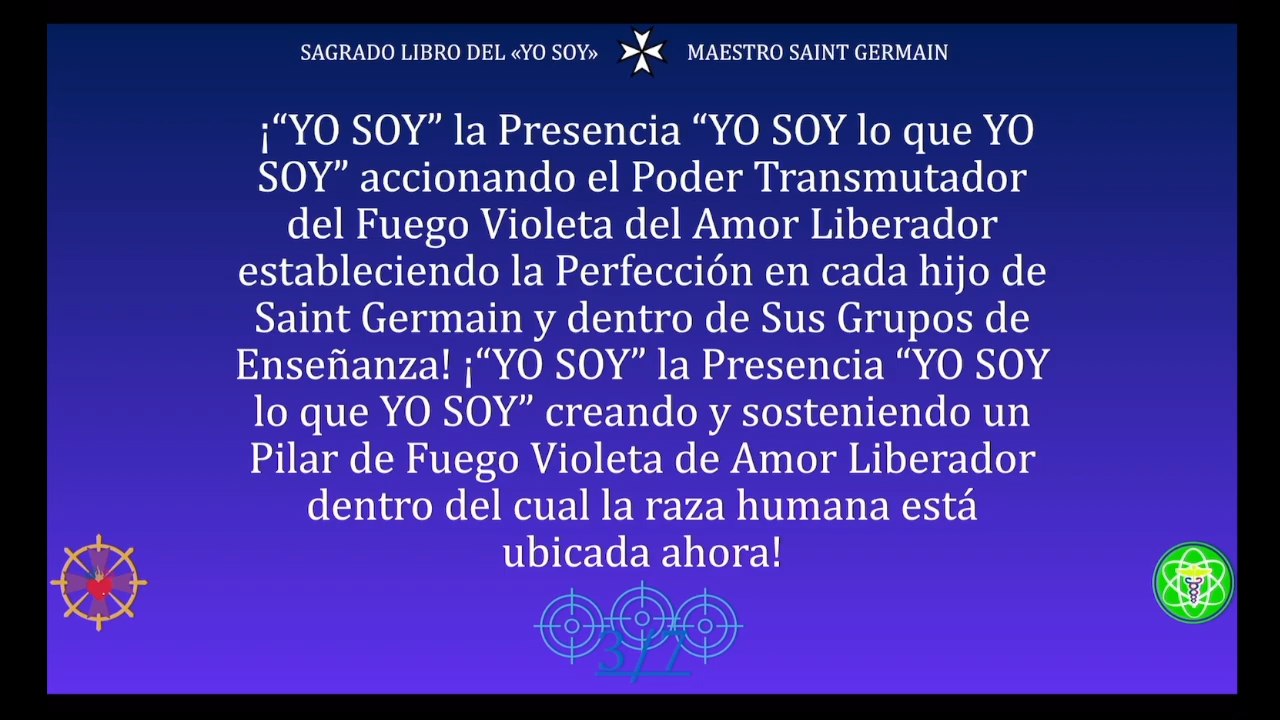 SAGRADO LIBRO DEL «YO SOY» MAESTRO SAINT GERMAIN
¡“YO SOY” la Presencia “YO SOY lo que YO
SOY” accionando el Poder Transmutador
del Fuego Violeta del Amor Liberador
estableciendo la Perfección en cada hijo de
Saint Germain y dentro de Sus Grupos de
Enseñanza! ¡“YO SOY” la Presencia “YO SOY
lo que YO SOY” creando y sosteniendo un
Pilar de Fuego Violeta de Amor Liberador
dentro del cual la raza humana está
ubicada ahora!
3/7